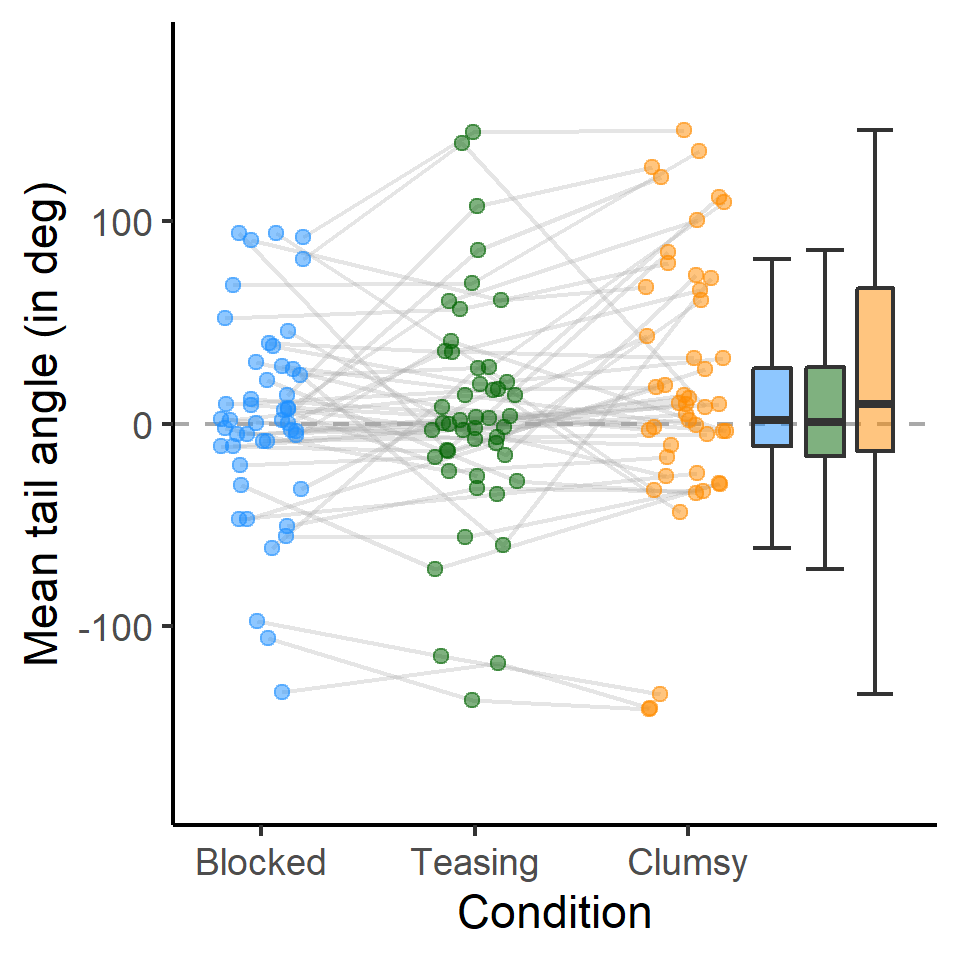 Mean tail angle (in deg)
100
0
-100
Blocked Teasing Clumsy
Condition